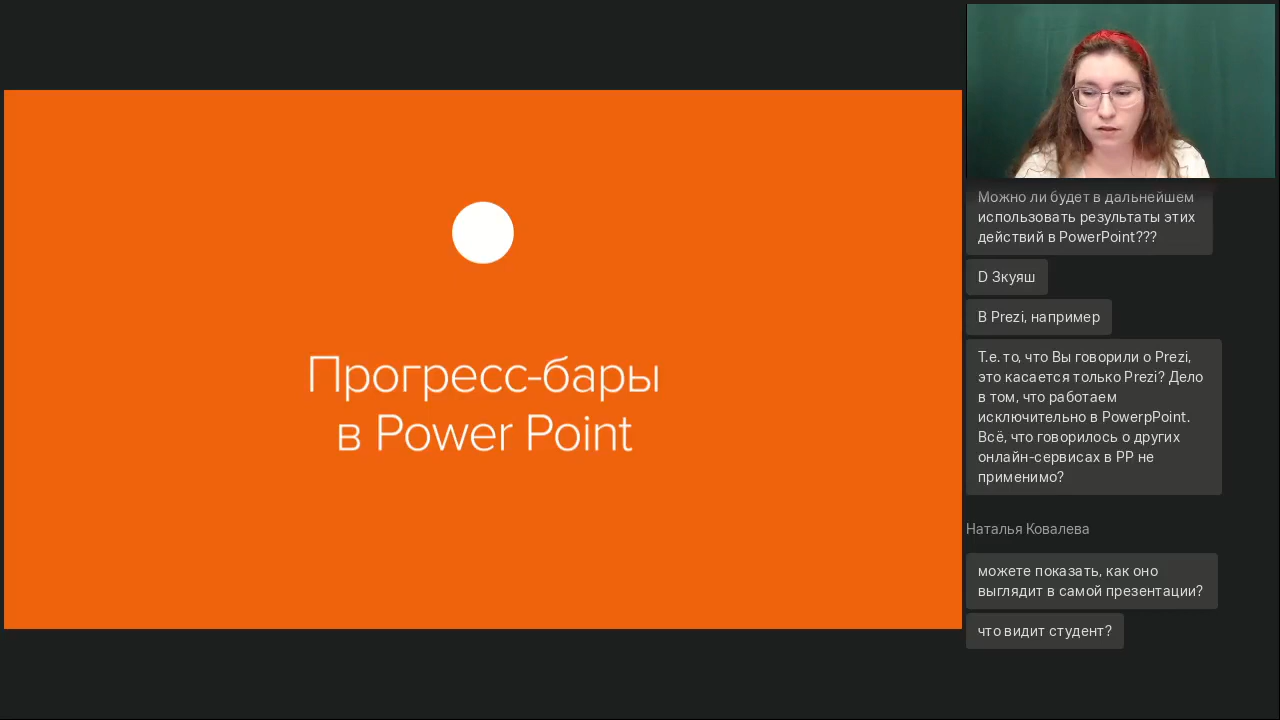 Прогресс-бары
в Power Point
Можно ли будет в дальнейшем
использовать результаты этих
действий в PowerPoint???
D Зкуяш
В Prezi, например
Т.е. то, что Вы говорили о Prezi,
это касается только Prezi? Дело
в том, что работаем
исключительно в PowerpPoint.
Всё, что говорилось о других
онлайн-сервисах в РР не
применимо?
Наталья Ковалева
можете показать, как оно
выглядит в самой презентации?
что видит студент?